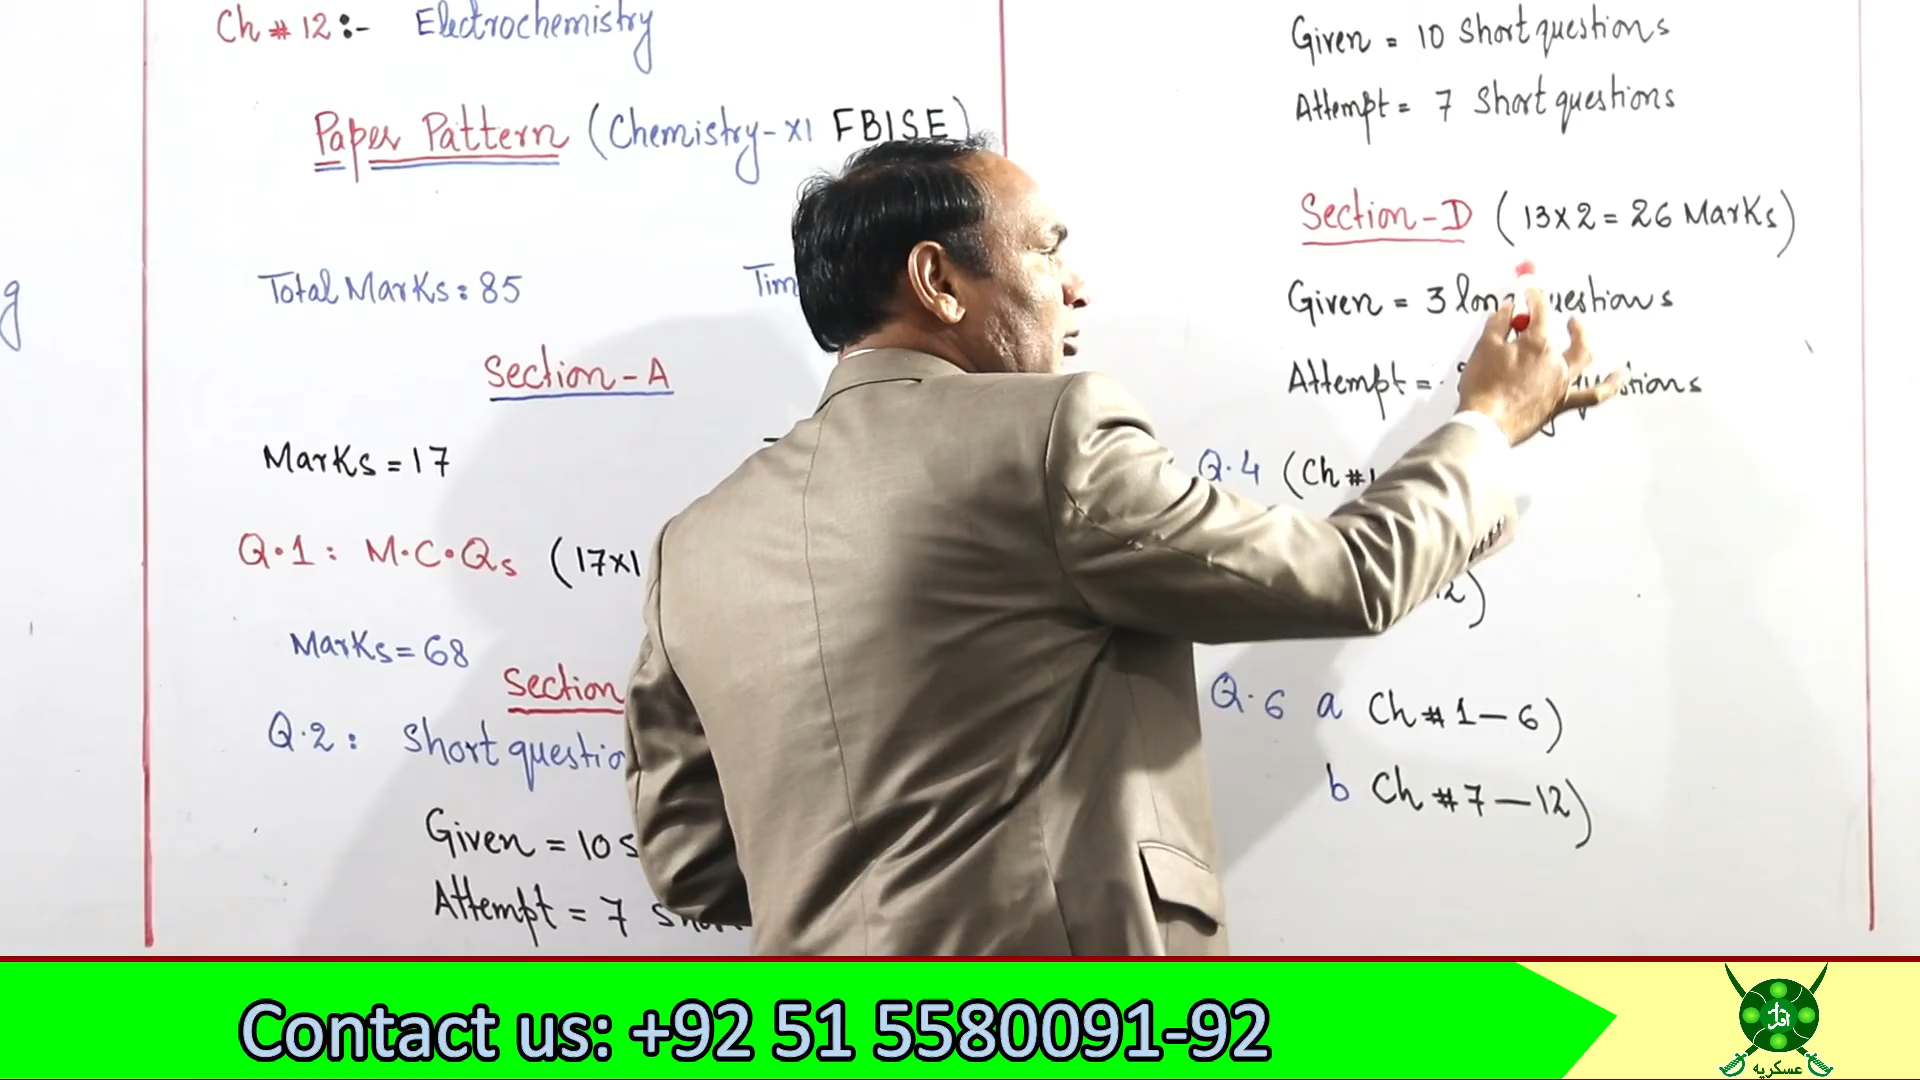 Ch # 12 :- Electrochemistry
Paper Pattern (Chemistry-XI FBISE)
Total Marks: 85
Section-A
Marks = 17
Q.1: M.C.Qs (17x1
Marks = 68
Section
Q.2: Short
Given = 10
Attempt = 7
Given = 10 Short questions
Attempt = 7 Short questions
Section-D (13x2 = 26 Marks)
Given = 3 long questions
Attempt =
Q.4 (Ch #1
Q.6 a Ch # 1-6)
b Ch # 7-12)
Contact us: +92 51 5580091-92
عسكريه